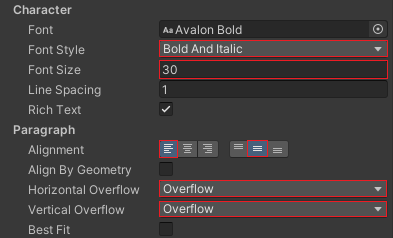 Character
Font Aa Avalon Bold
Font Style Bold And Italic
Font Size 30
Line Spacing 1
Rich Text
Paragraph
Alignment
Align By Geometry
Horizontal Overflow Overflow
Vertical Overflow Overflow
Best Fit